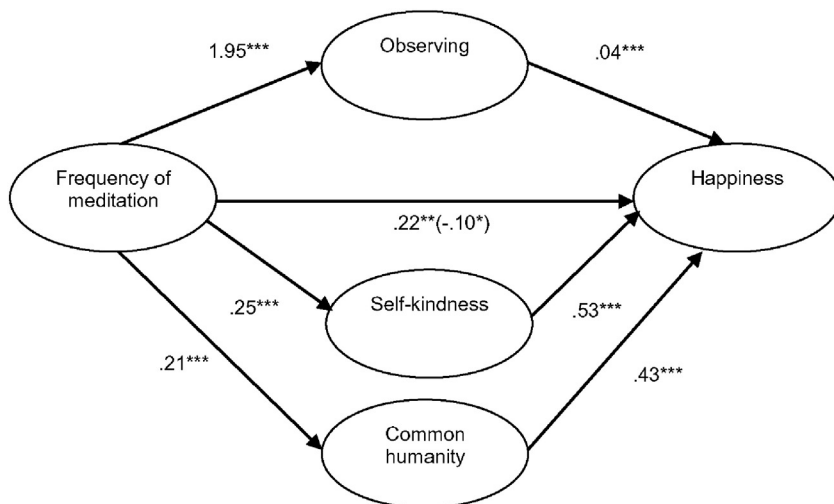 Observing
1.95***
.04***
Frequency of
meditation
Happiness
.22**(-.10*)
.25***
Self-kindness
.53***
.21***
.43***
Common
humanity